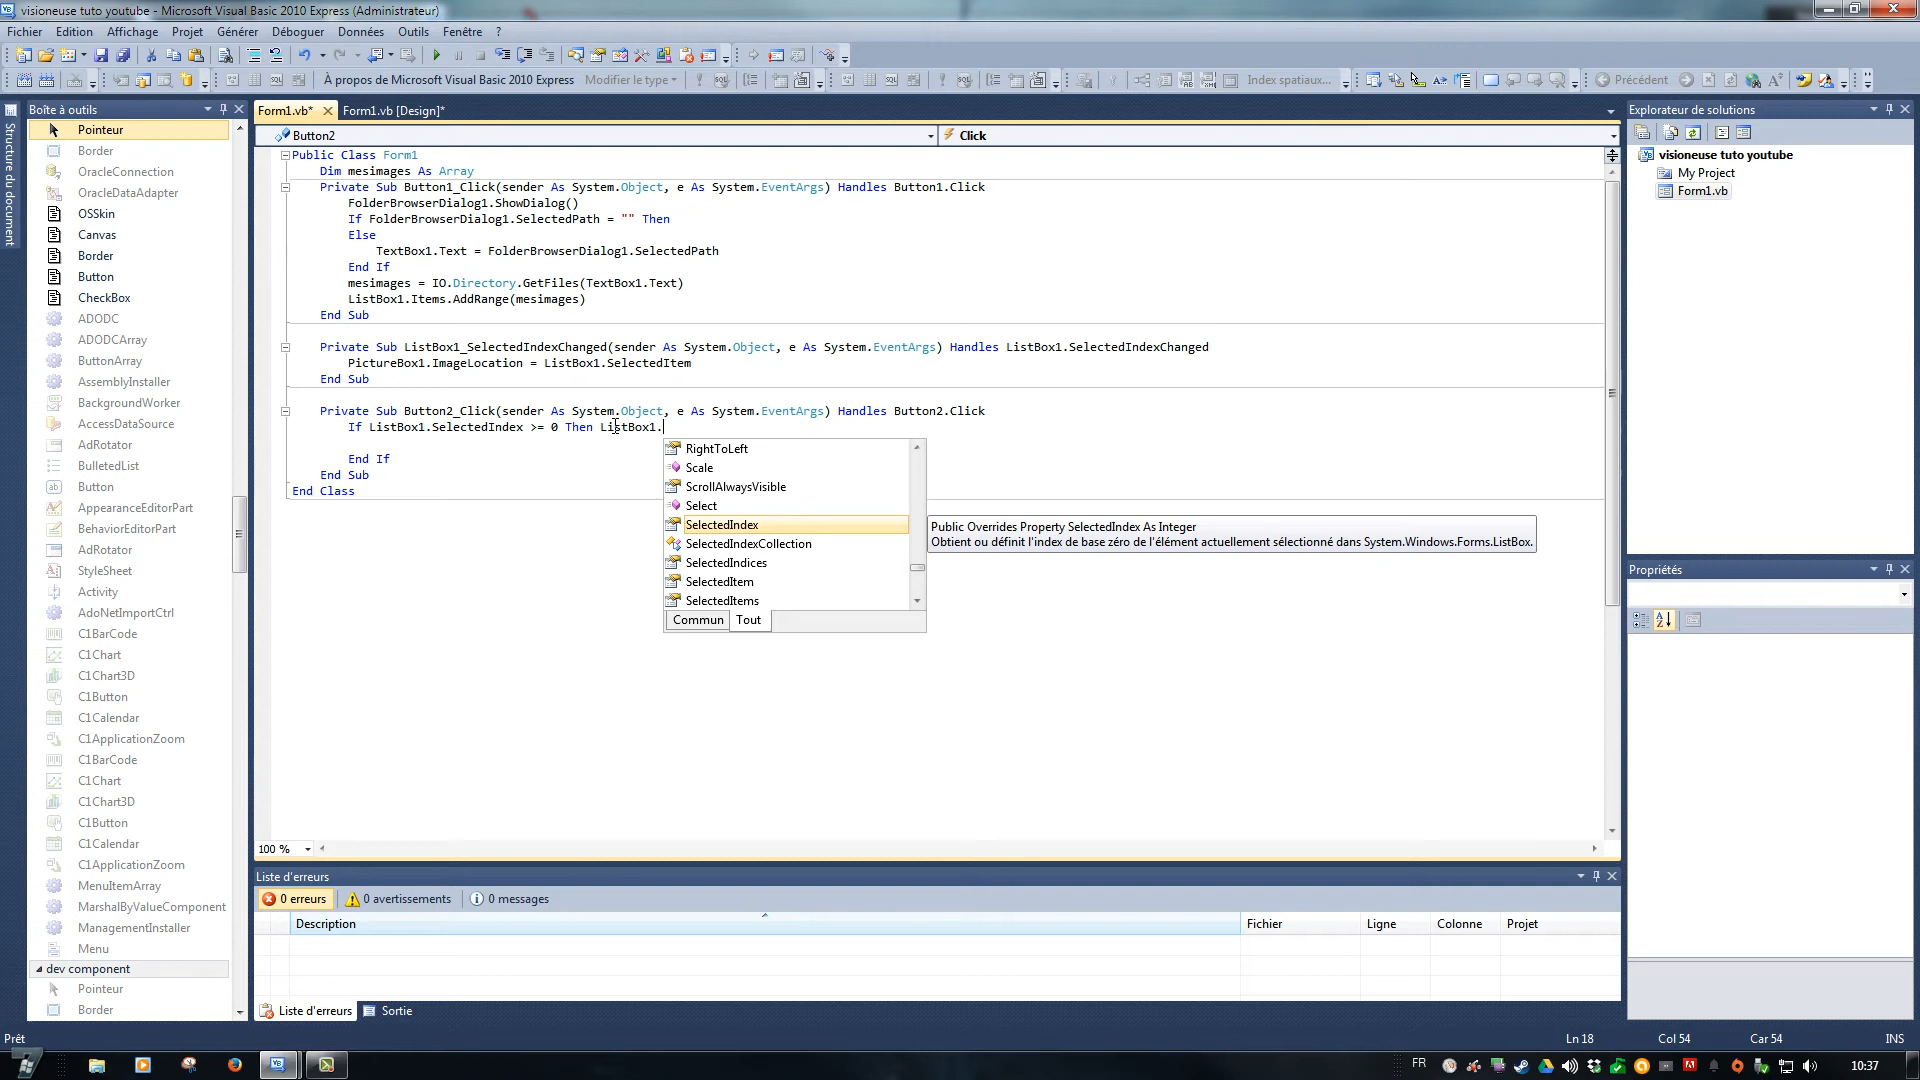 visioneuse tuto youtube - Microsoft Visual Basic 2010 Express (Administrateur)
Fichier Edition Affichage Projet Générer Déboguer Données Outils Fenêtre ?
À propos de Microsoft Visual Basic 2010 Express Modifier le type SQL SQL Index spatiaux... Précédent
Structure du document
Boîte à outils
Pointeur
Border
OracleConnection
OracleDataAdapter
OSSkin
Canvas
Border
Button
CheckBox
ADODC
ADODCArray
ButtonArray
AssemblyInstaller
BackgroundWorker
AccessDataSource
AdRotator
BulletedList
Button
AppearanceEditorPart
BehaviorEditorPart
AdRotator
StyleSheet
Activity
AdoNetImportCtrl
C1BarCode
C1Chart
C1Chart3D
C1Button
C1Calendar
C1ApplicationZoom
C1BarCode
C1Chart
C1Chart3D
C1Button
C1Calendar
C1ApplicationZoom
MenuItemArray
MarshalByValueComponent
ManagementInstaller
Menu
dev component
Pointeur
Border
Form1.vb* Form1.vb [Design]*
Button2 Click
Public Class Form1
Dim mesimages As Array
Private Sub Button1_Click(sender As System.Object, e As System.EventArgs) Handles Button1.Click
FolderBrowserDialog1.ShowDialog()
If FolderBrowserDialog1.SelectedPath = "" Then
Else
TextBox1.Text = FolderBrowserDialog1.SelectedPath
End If
mesimages = IO.Directory.GetFiles(TextBox1.Text)
ListBox1.Items.AddRange(mesimages)
End Sub
Private Sub ListBox1_SelectedIndexChanged(sender As System.Object, e As System.EventArgs) Handles ListBox1.SelectedIndexChanged
PictureBox1.ImageLocation = ListBox1.SelectedItem
End Sub
Private Sub Button2_Click(sender As System.Object, e As System.EventArgs) Handles Button2.Click
If ListBox1.SelectedIndex >= 0 Then ListBox1.
End If
End Sub
End Class
RightToLeft
Scale
ScrollAlwaysVisible
Select
SelectedIndex
SelectedIndexCollection
SelectedIndices
SelectedItem
SelectedItems
Commun Tout
Public Overrides Property SelectedIndex As Integer
Obtient ou définit l'index de base zéro de l'élément actuellement sélectionné dans System.Windows.Forms.ListBox.
100 %
Liste d'erreurs
0 erreurs 0 avertissements 0 messages
Description Fichier Ligne Colonne Projet
Liste d'erreurs Sortie
Explorateur de solutions
visioneuse tuto youtube
My Project
Form1.vb
Propriétés
Prêt Ln 18 Col 54 Car 54 INS
FR 10:37